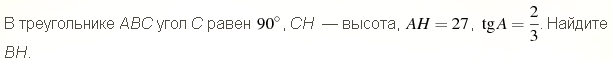 В треугольнике ABC угол C равен 90°, CH — высота, AH = 27, tgA = 2/3. Найдите
BH.